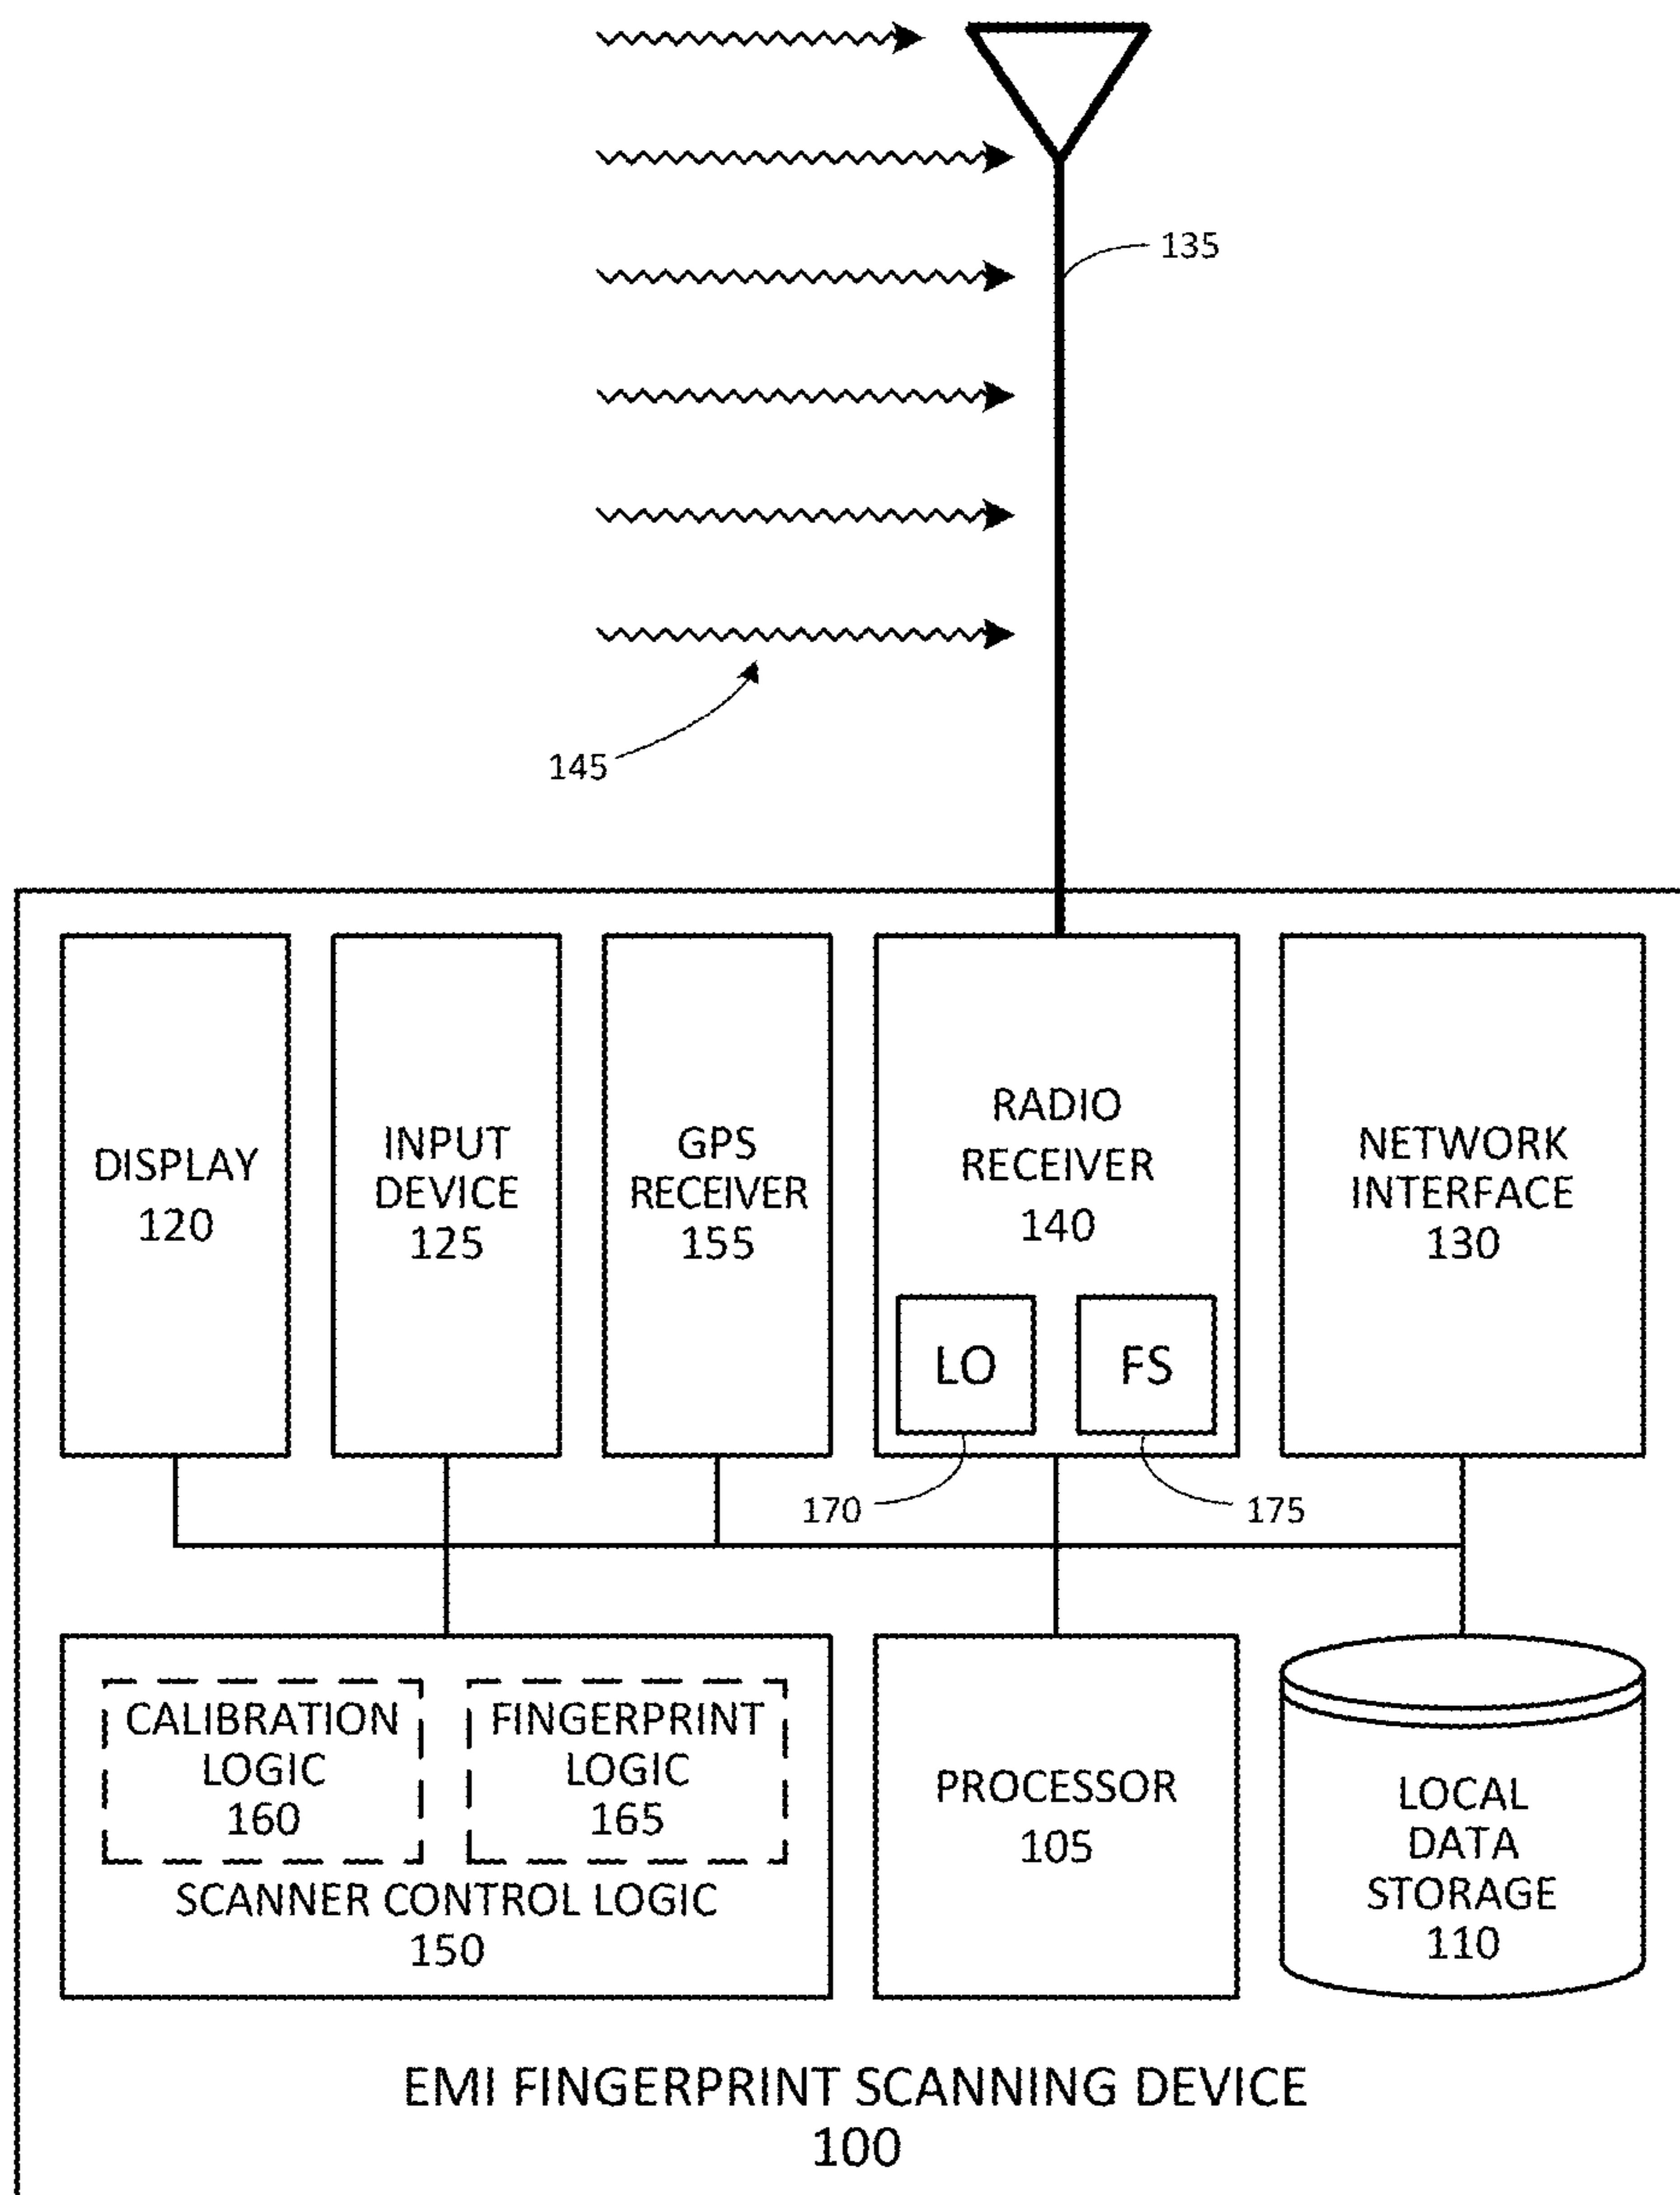 135
145
DISPLAY
120
INPUT
DEVICE
125
GPS
RECEIVER
155
RADIO
RECEIVER
140
LO
FS
NETWORK
INTERFACE
130
170
175
CALIBRATION
LOGIC
160
FINGERPRINT
LOGIC
165
SCANNER CONTROL LOGIC
150
PROCESSOR
105
LOCAL
DATA
STORAGE
110
EMI FINGERPRINT SCANNING DEVICE
100